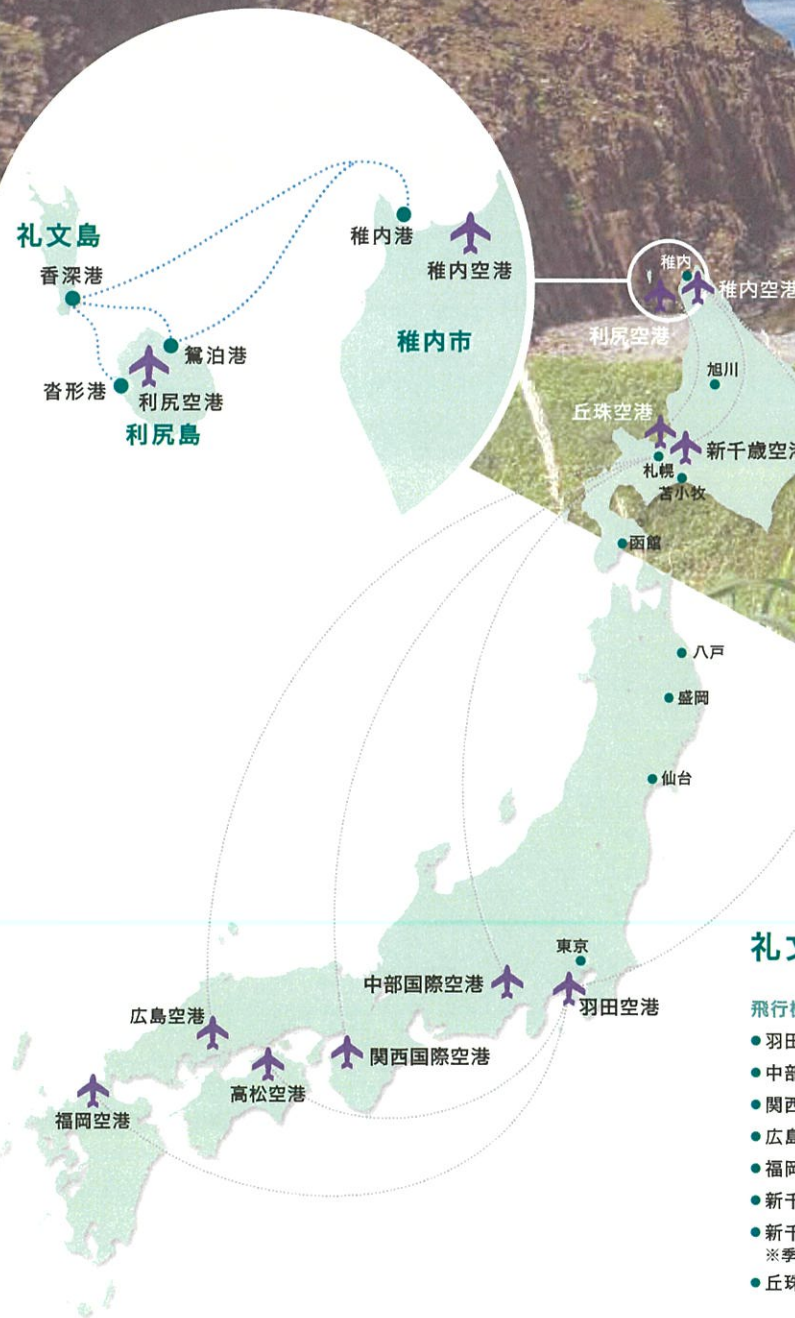 礼文島
香深港
沓形港
鴛泊港
利尻空港
利尻島
稚内港
稚内空港
稚内市
稚内
稚内空港
利尻空港
旭川
丘珠空港
新千歳空港
札幌
苫小牧
函館
八戸
盛岡
仙台
東京
中部国際空港
羽田空港
広島空港
関西国際空港
高松空港
福岡空港
礼文
飛行機
羽田
中部
関西
広島
福岡
新千
新千
※季
丘珠